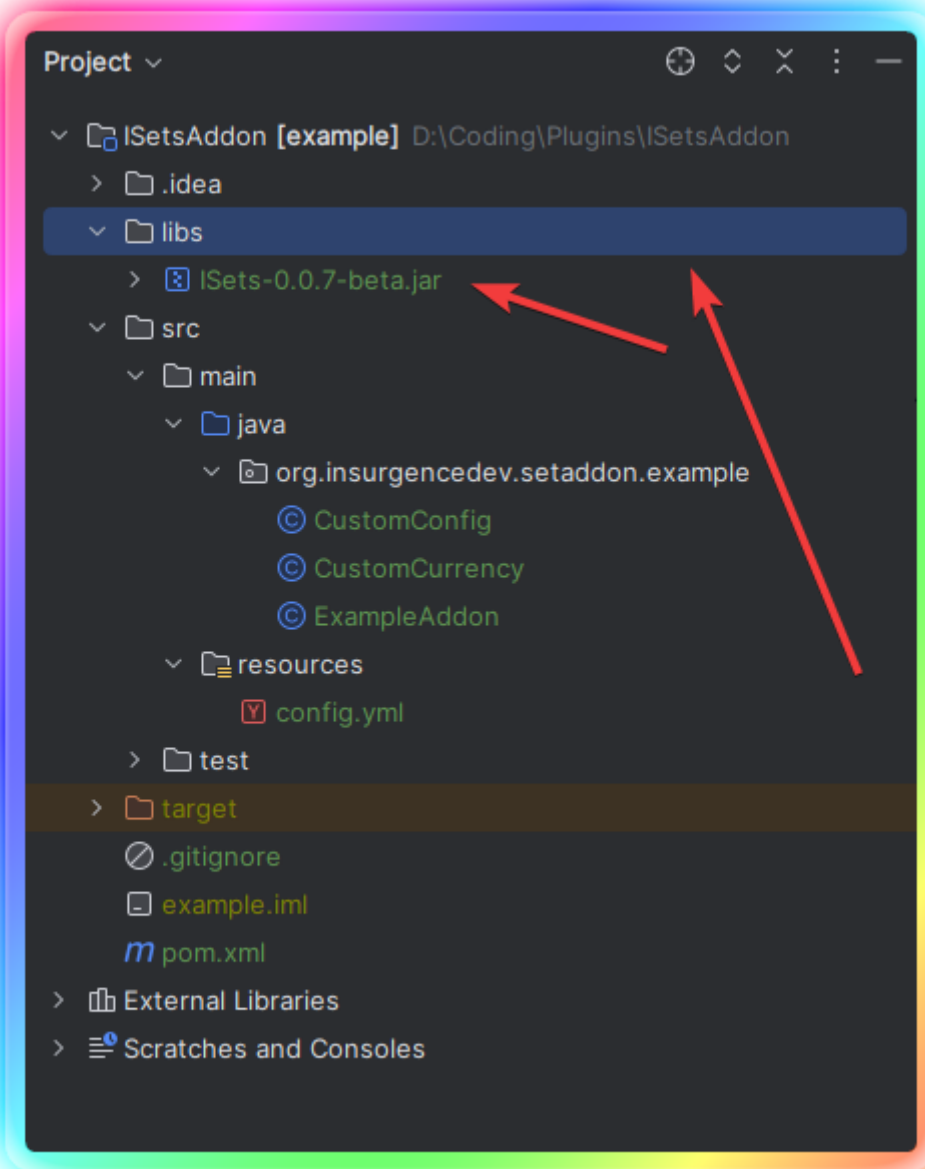 Project
ISetsAddon [example] D:\Coding\Plugins\ISetsAddon
.idea
libs
ISets-0.0.7-beta.jar
src
main
java
org.insurgencedev.setaddon.example
CustomConfig
CustomCurrency
ExampleAddon
resources
config.yml
test
target
.gitignore
example.iml
pom.xml
External Libraries
Scratches and Consoles